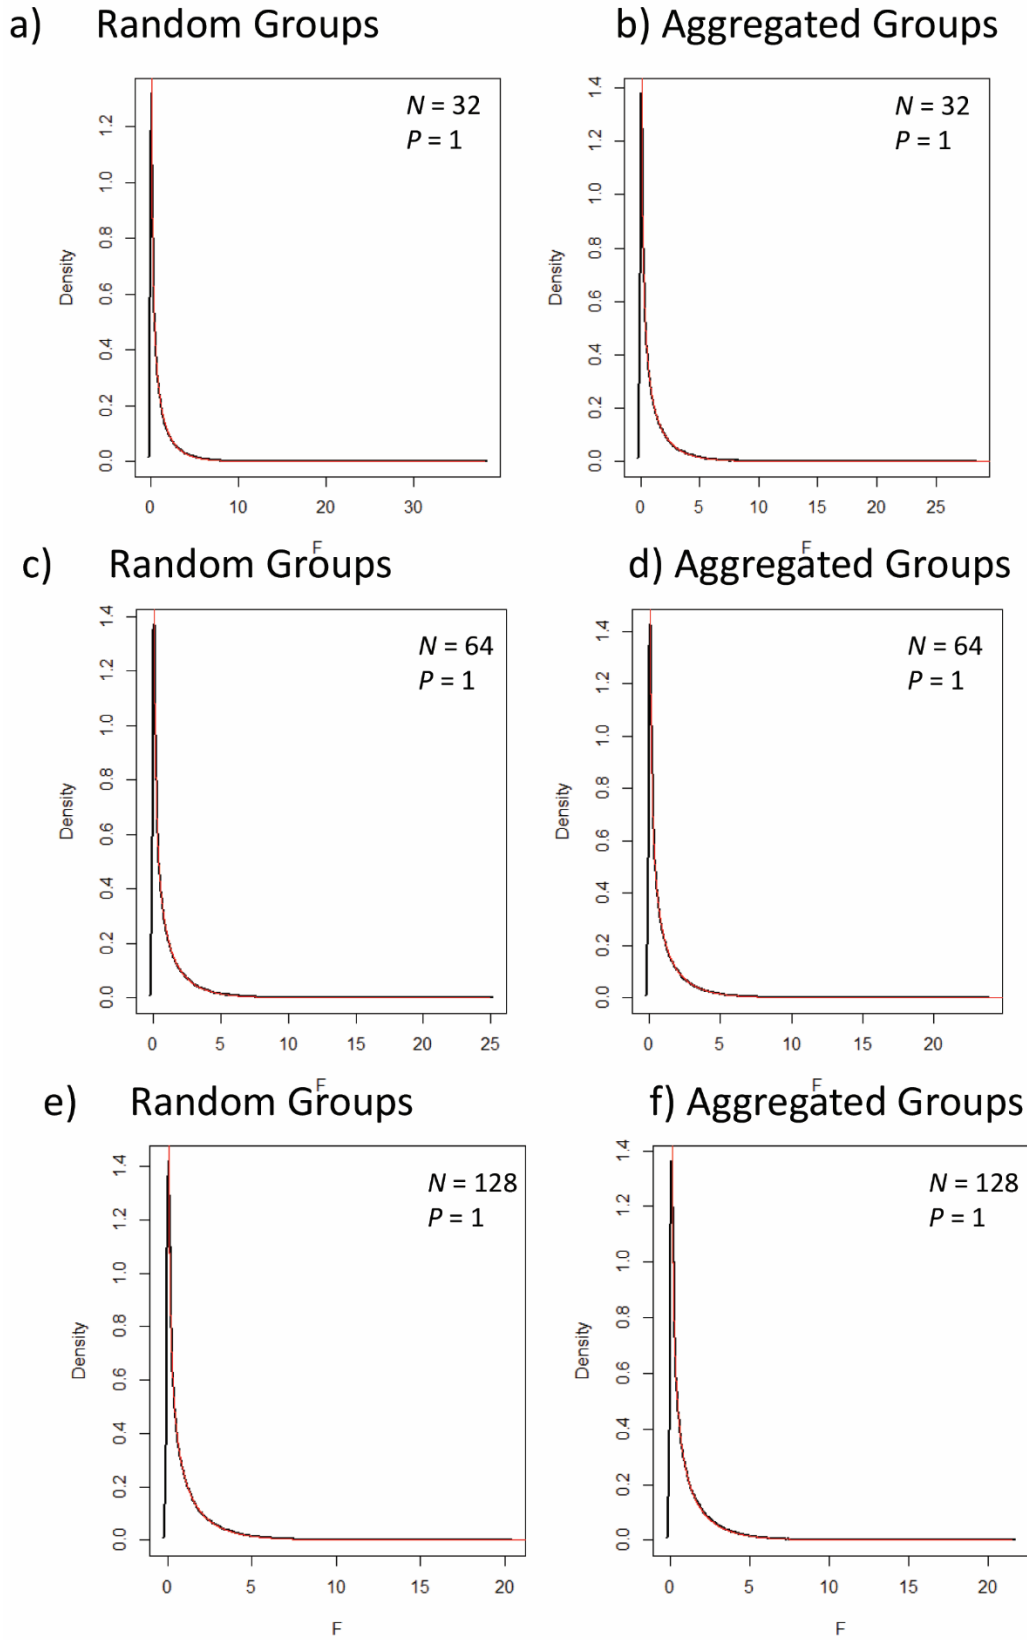 a) Random Groups
N = 32
P = 1
Density
0.0 0.2 0.4 0.6 0.8 1.0 1.2
0 10 20 30
F
b) Aggregated Groups
N = 32
P = 1
Density
0.0 0.2 0.4 0.6 0.8 1.0 1.2 1.4
0 5 10 15 20 25
F
c) Random Groups
N = 64
P = 1
Density
0.0 0.2 0.4 0.6 0.8 1.0 1.2 1.4
0 5 10 15 20 25
F
d) Aggregated Groups
N = 64
P = 1
Density
0.0 0.2 0.4 0.6 0.8 1.0 1.2 1.4
0 5 10 15 20
F
e) Random Groups
N = 128
P = 1
Density
0.0 0.2 0.4 0.6 0.8 1.0 1.2 1.4
0 5 10 15 20
F
f) Aggregated Groups
N = 128
P = 1
Density
0.0 0.2 0.4 0.6 0.8 1.0 1.2 1.4
0 5 10 15 20
F